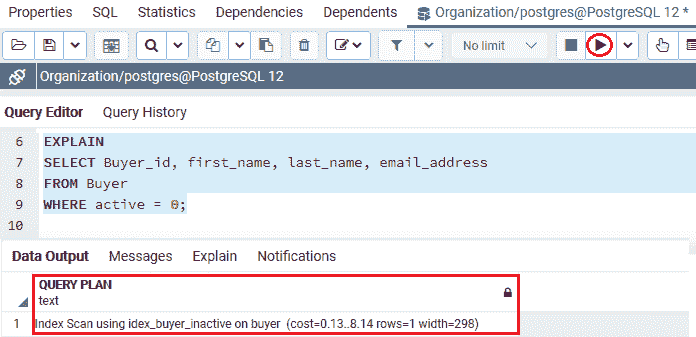 Properties SQL Statistics Dependencies Dependents Organization/postgres@PostgreSQL 12 *
No limit
Organization/postgres@PostgreSQL 12
Query Editor Query History
6 EXPLAIN
7 SELECT Buyer_id, first_name, last_name, email_address
8 FROM Buyer
9 WHERE active = 0;
10
Data Output Messages Explain Notifications
QUERY PLAN
text
1 Index Scan using idex_buyer_inactive on buyer (cost=0.13..8.14 rows=1 width=298)